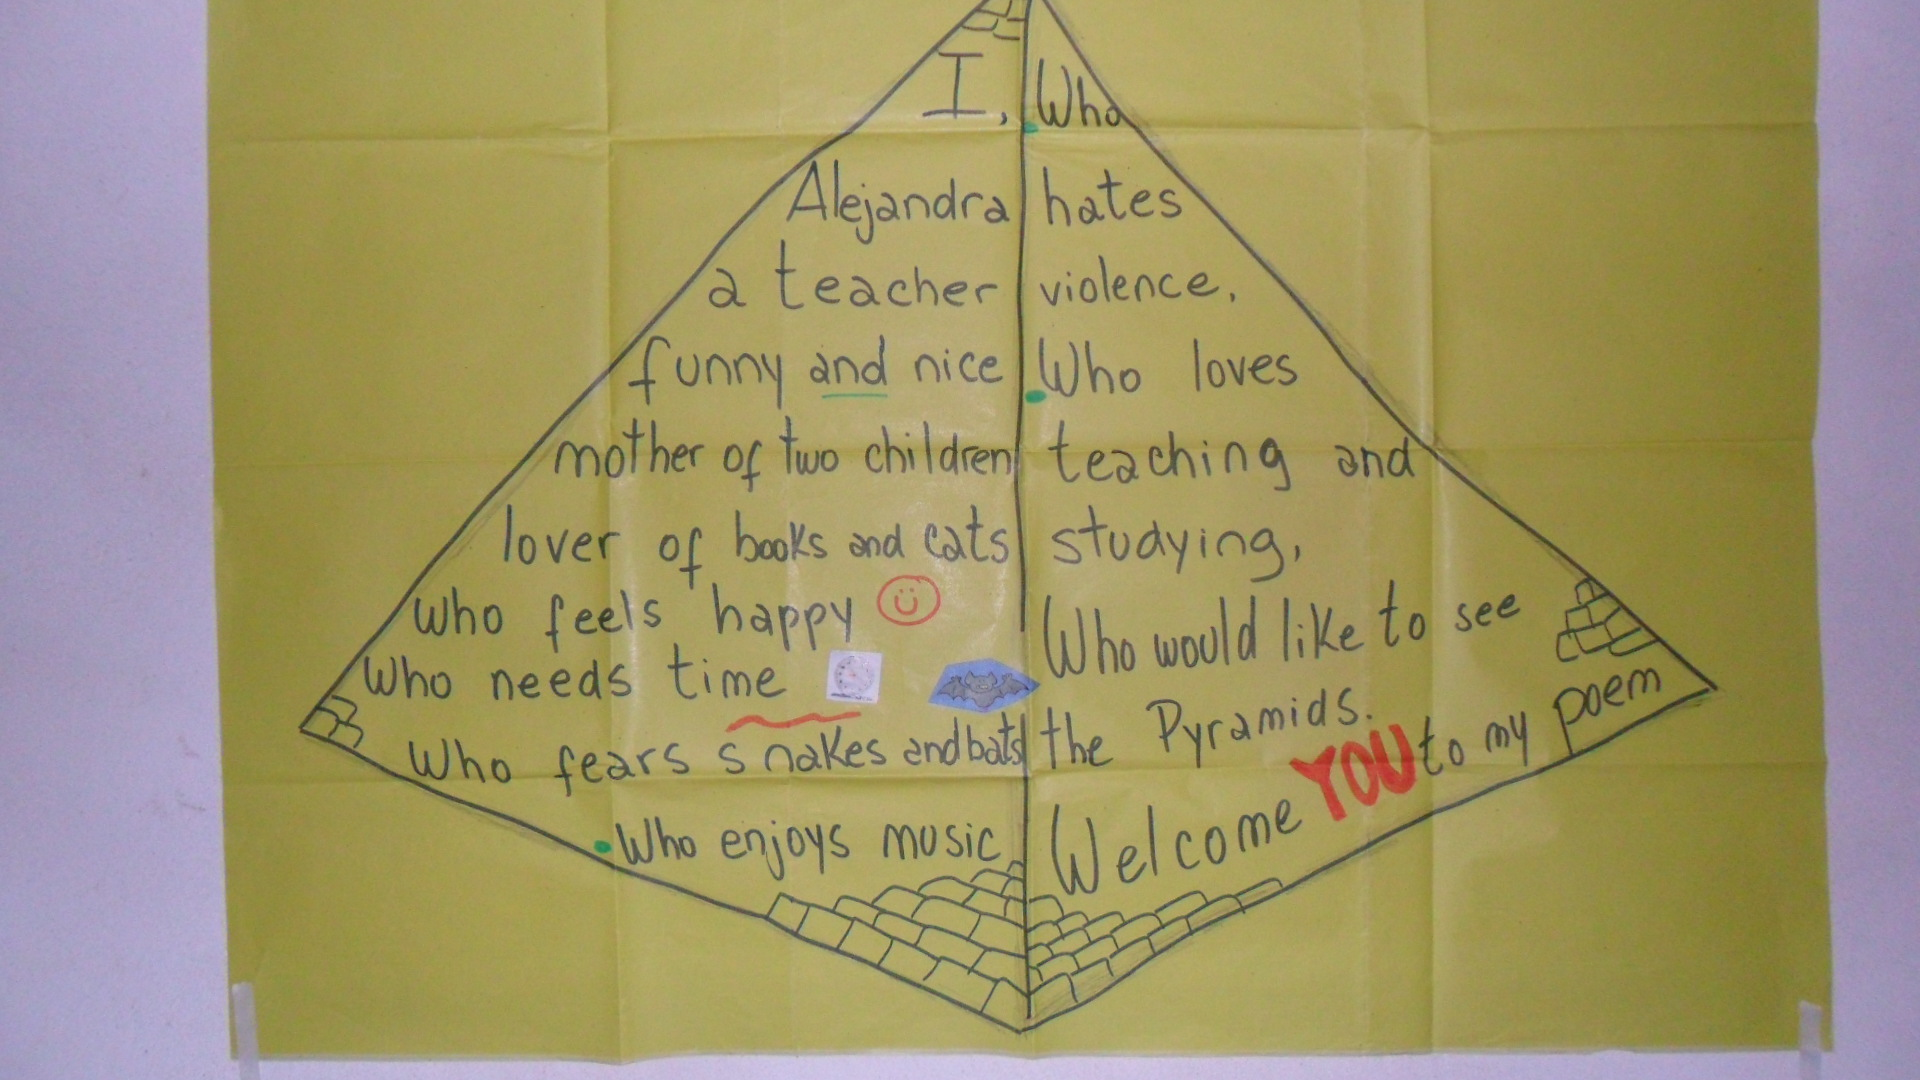 I,
Alejandra
a teacher
funny and nice
mother of two children
lover of books and cats
Who feels happy
Who needs time
Who fears snakes and bats
Who enjoys music
Who
hates
violence,
Who loves
teaching and
studying,
Who would like to see
the Pyramids.
Welcome YOU to my poem